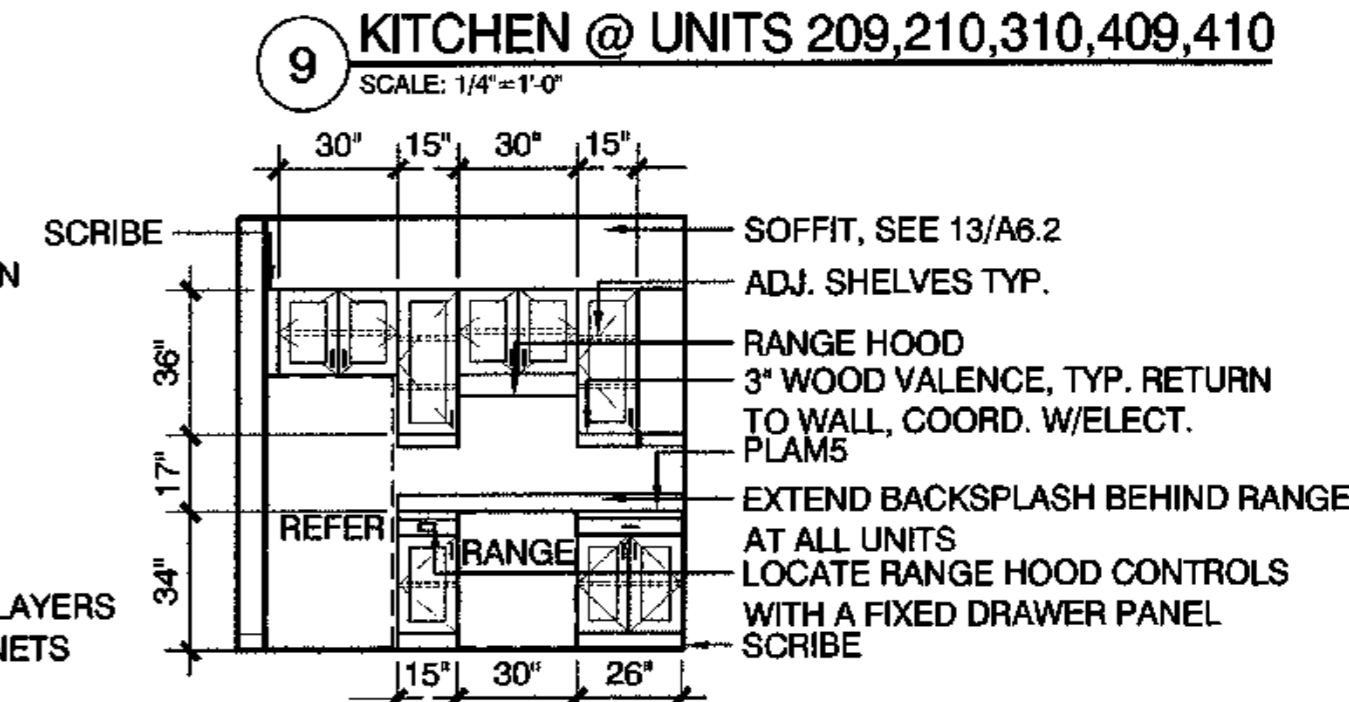 9
KITCHEN @ UNITS 209,210,310,409,410
SCALE: 1/4"=1'-0"
30" 15" 30" 15"
SCRIBE
N
SOFFIT, SEE 13/A6.2
ADJ. SHELVES TYP.
RANGE HOOD
3" WOOD VALENCE, TYP. RETURN
TO WALL, COORD. W/ELECT.
PLAM5
EXTEND BACKSPLASH BEHIND RANGE
AT ALL UNITS
LOCATE RANGE HOOD CONTROLS
WITH A FIXED DRAWER PANEL
SCRIBE
36"
17"
34"
REFER
RANGE
LAYERS
NETS
15" 30" 26"